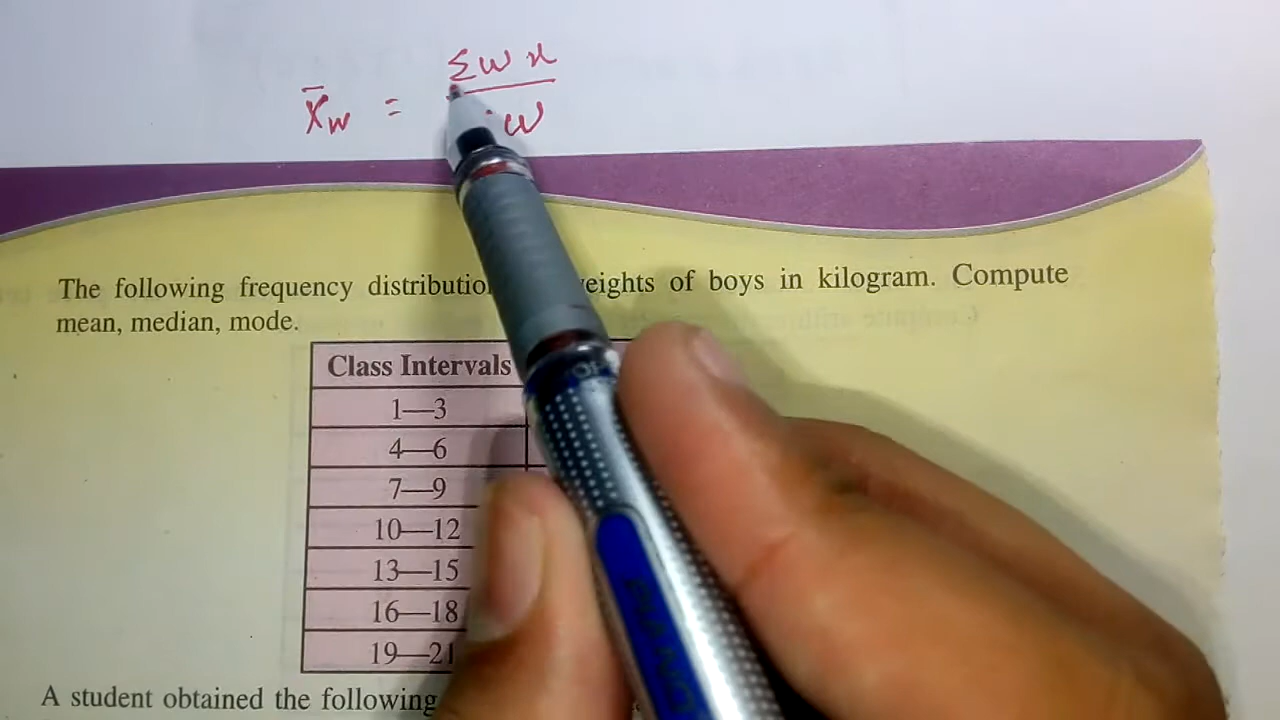 Σwx
X̄w =
w
The following frequency distributio eights of boys in kilogram. Compute
mean, median, mode.
Class Intervals
1—3
4—6
7—9
10—12
13—15
16—18
19—21
A student obtained the following
PIANO